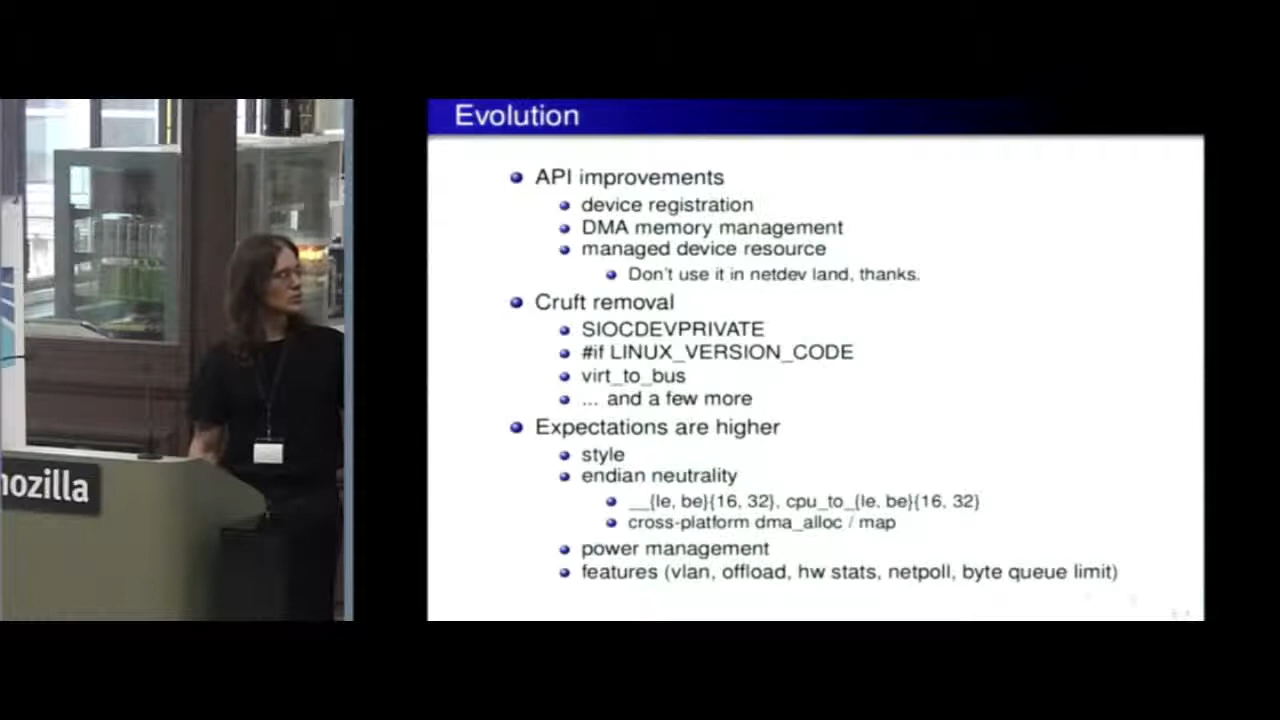 mozilla
Evolution
API improvements
device registration
DMA memory management
managed device resource
Don't use it in netdev land, thanks.
Cruft removal
SIOCDEVPRIVATE
#if LINUX_VERSION_CODE
virt_to_bus
... and a few more
Expectations are higher
style
endian neutrality
__{le, be}{16, 32}, cpu_to_{le, be}{16, 32}
cross-platform dma_alloc / map
power management
features (vlan, offload, hw stats, netpoll, byte queue limit)